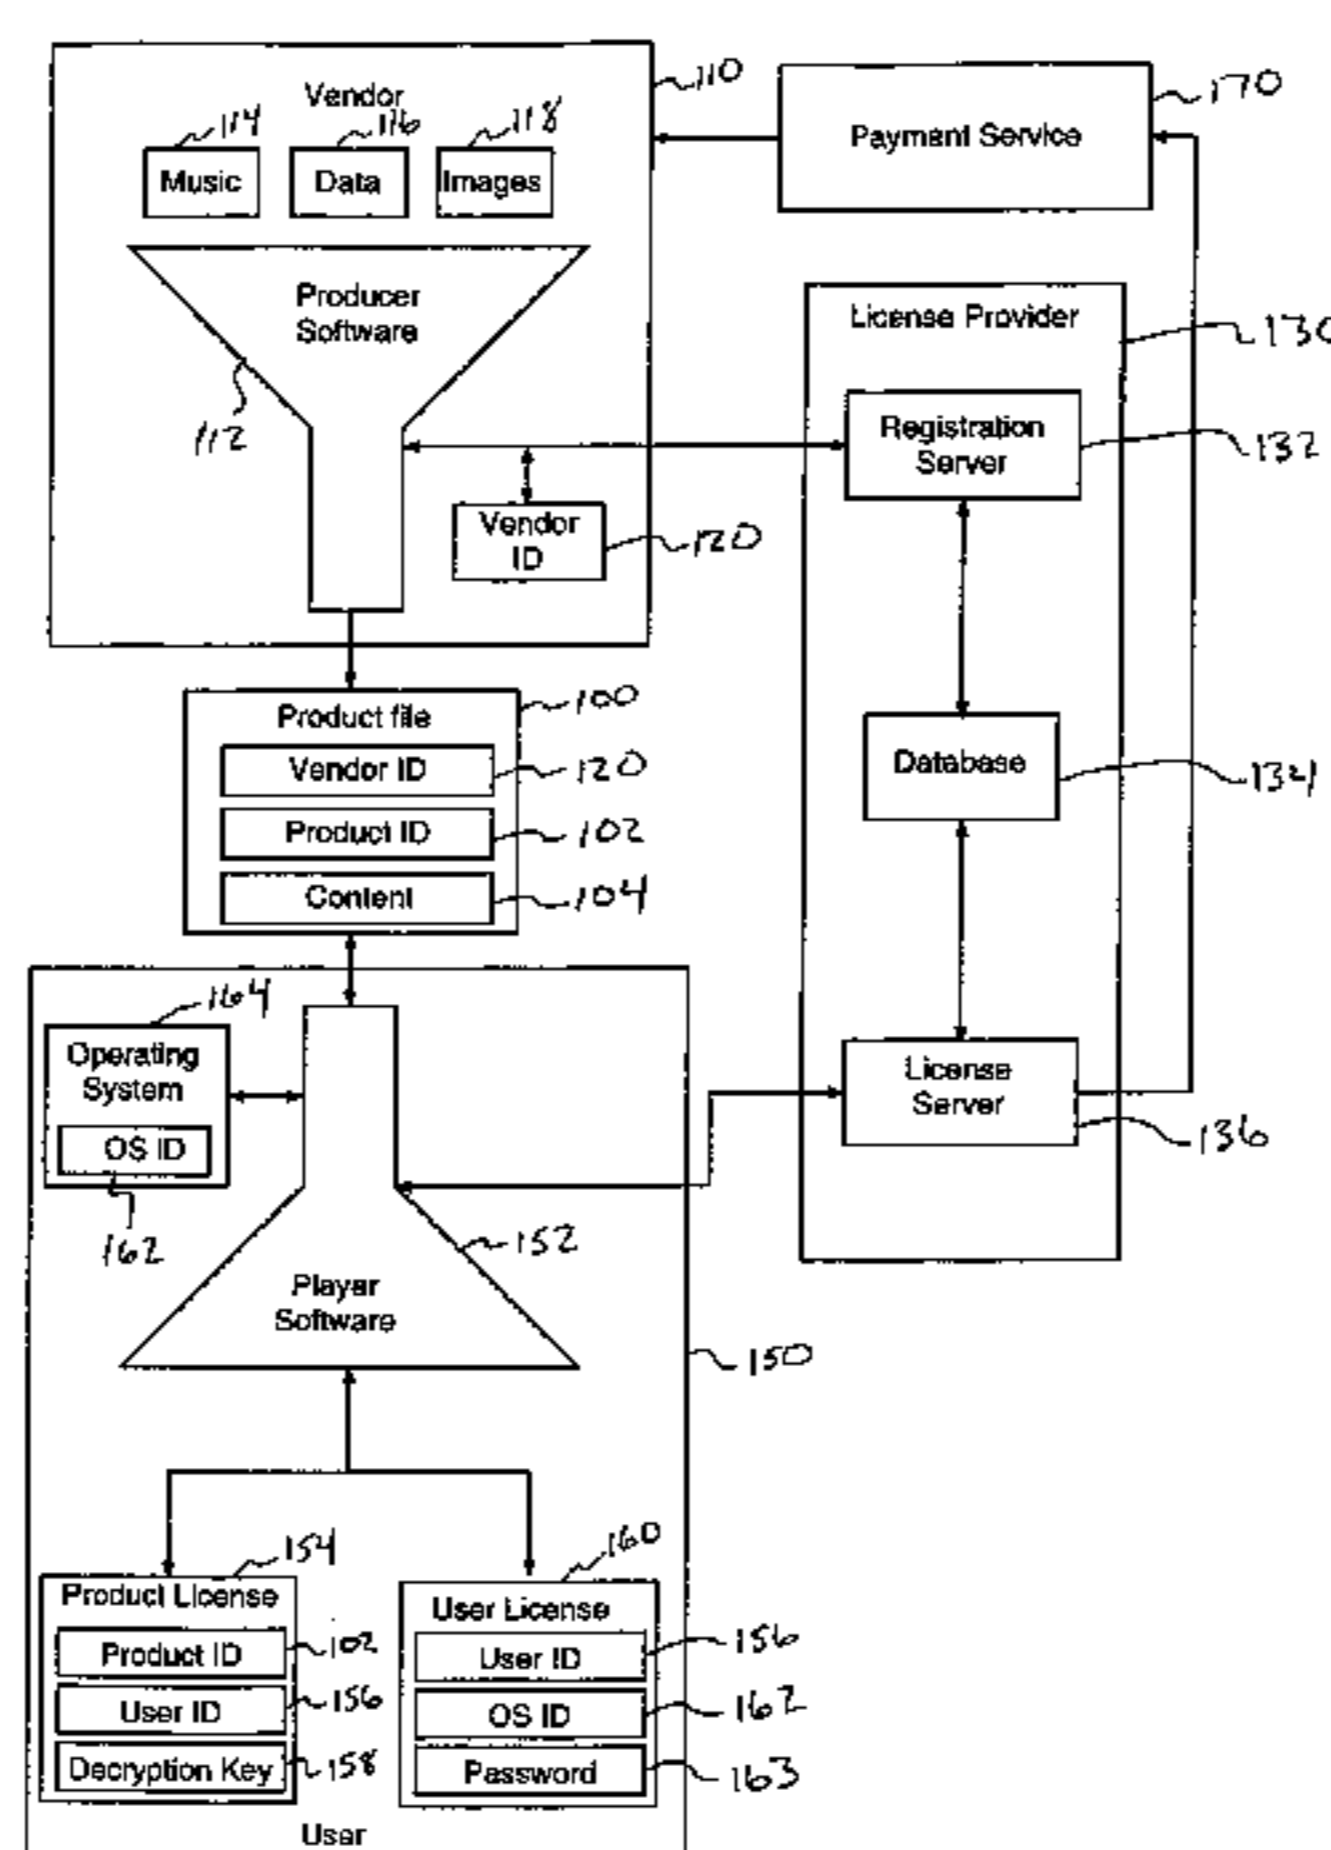 Vendor
110
170
114
116
118
Music
Data
Images
Payment Service
Producer
Software
112
License Provider
130
Registration
Server
132
Vendor
ID
120
Product file
100
Vendor ID
120
Product ID
102
Content
104
Database
134
164
Operating
System
OS ID
162
License
Server
136
152
Player
Software
150
154
Product License
Product ID
102
User ID
156
Decryption Key
158
160
User License
User ID
156
OS ID
162
Password
163
User